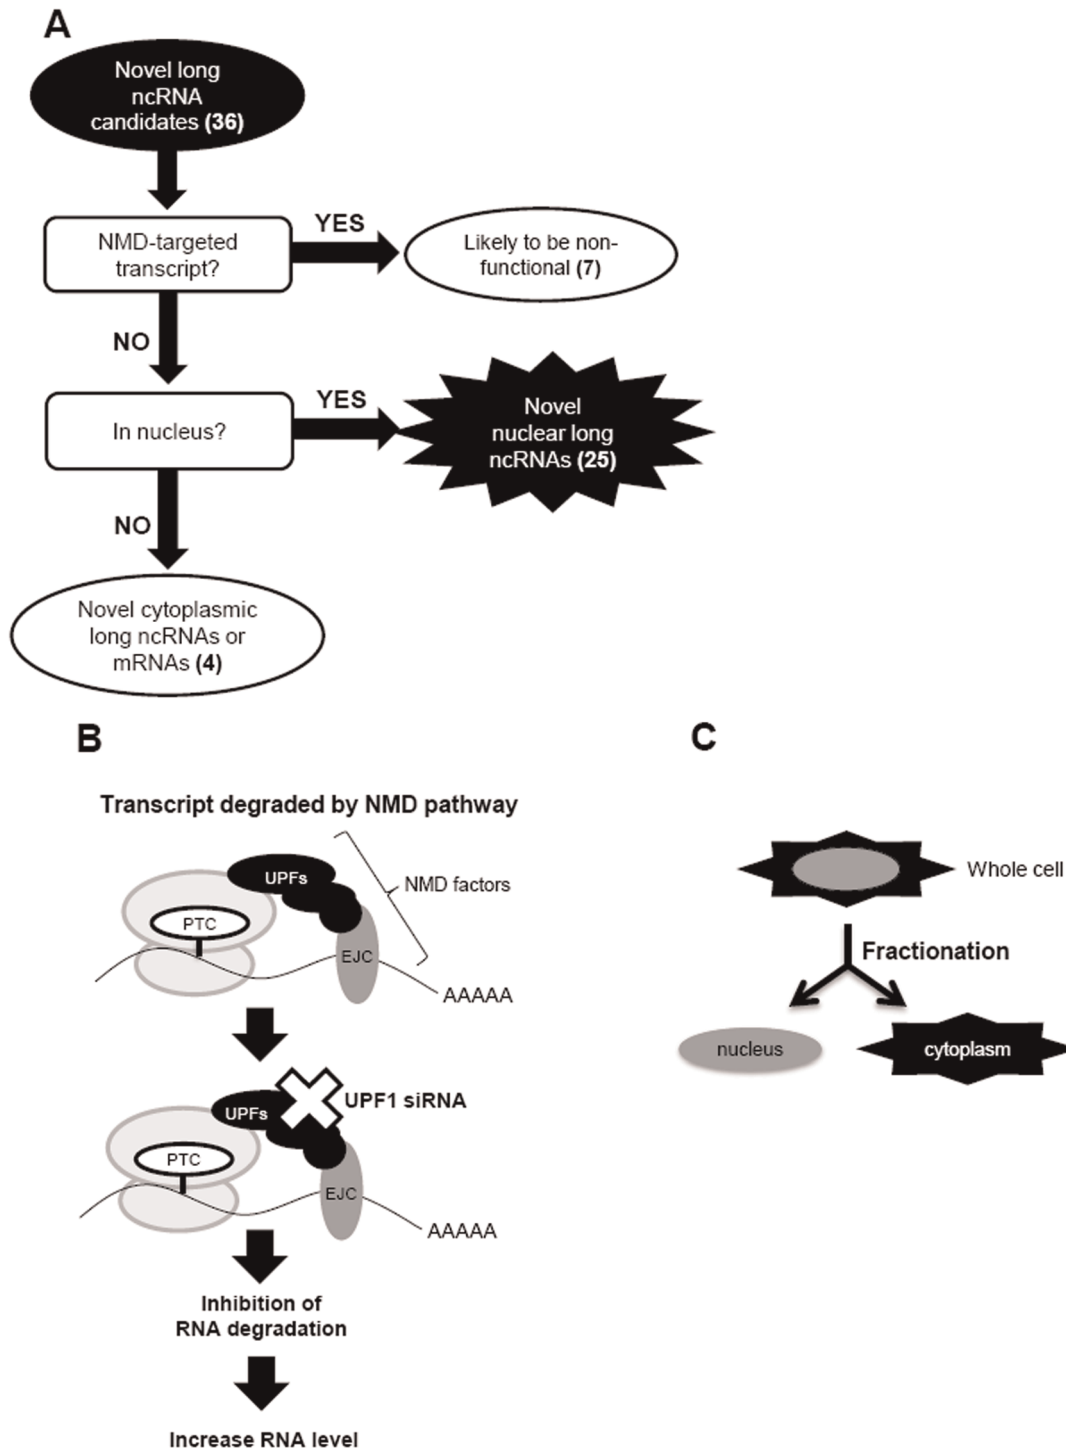 A
Novel long
ncRNA
candidates (36)
NMD-targeted
transcript?
YES
Likely to be non-
functional (7)
NO
In nucleus?
YES
Novel
nuclear long
ncRNAs (25)
NO
Novel cytoplasmic
long ncRNAs or
mRNAs (4)
B
Transcript degraded by NMD pathway
UPFs
NMD factors
PTC
EJC
AAAAA
UPFs
UPF1 siRNA
PTC
EJC
AAAAA
Inhibition of
RNA degradation
Increase RNA level
C
Whole cell
Fractionation
nucleus
cytoplasm